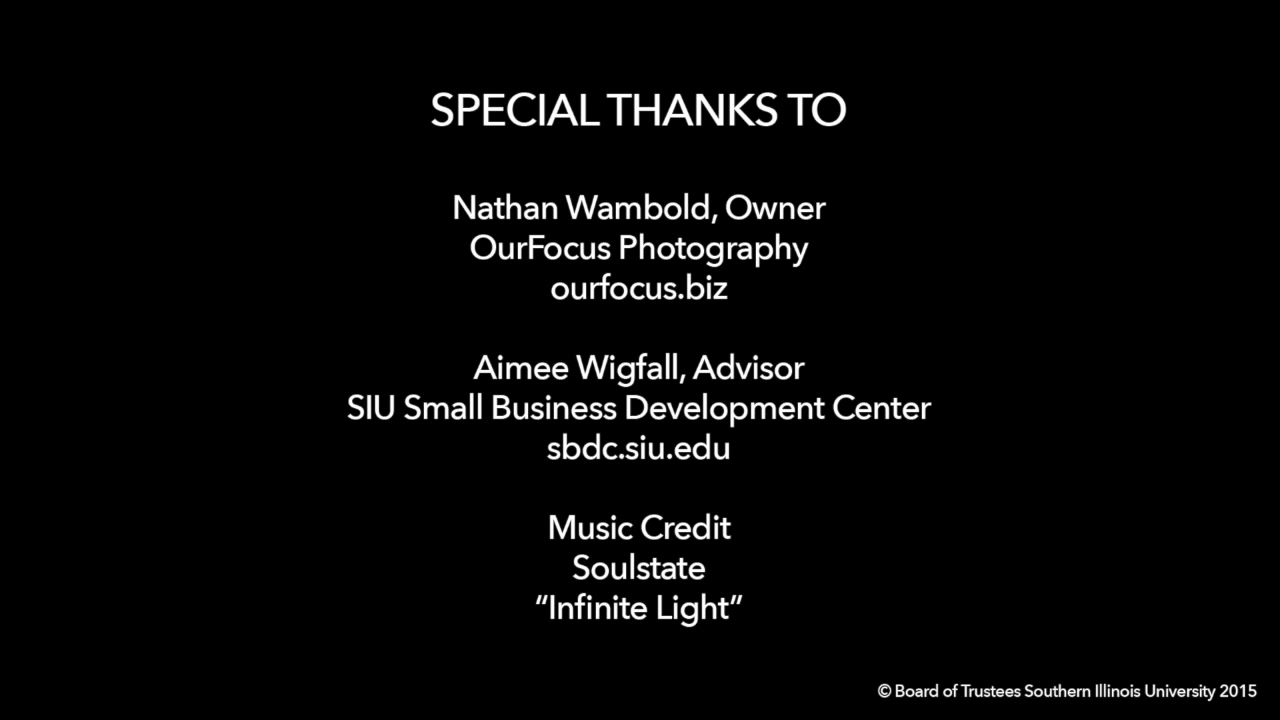 SPECIAL THANKS TO
Nathan Wambold, Owner
OurFocus Photography
ourfocus.biz
Aimee Wigfall, Advisor
SIU Small Business Development Center
sbdc.siu.edu
Music Credit
Soulstate
“Infinite Light”
© Board of Trustees Southern Illinois University 2015